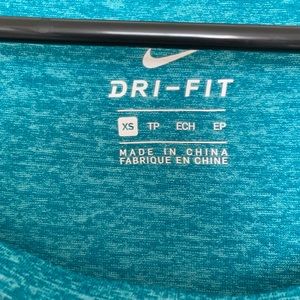 DRI-FIT
XS TP ECH EP
MADE IN CHINA
FABRIQUE EN CHINE